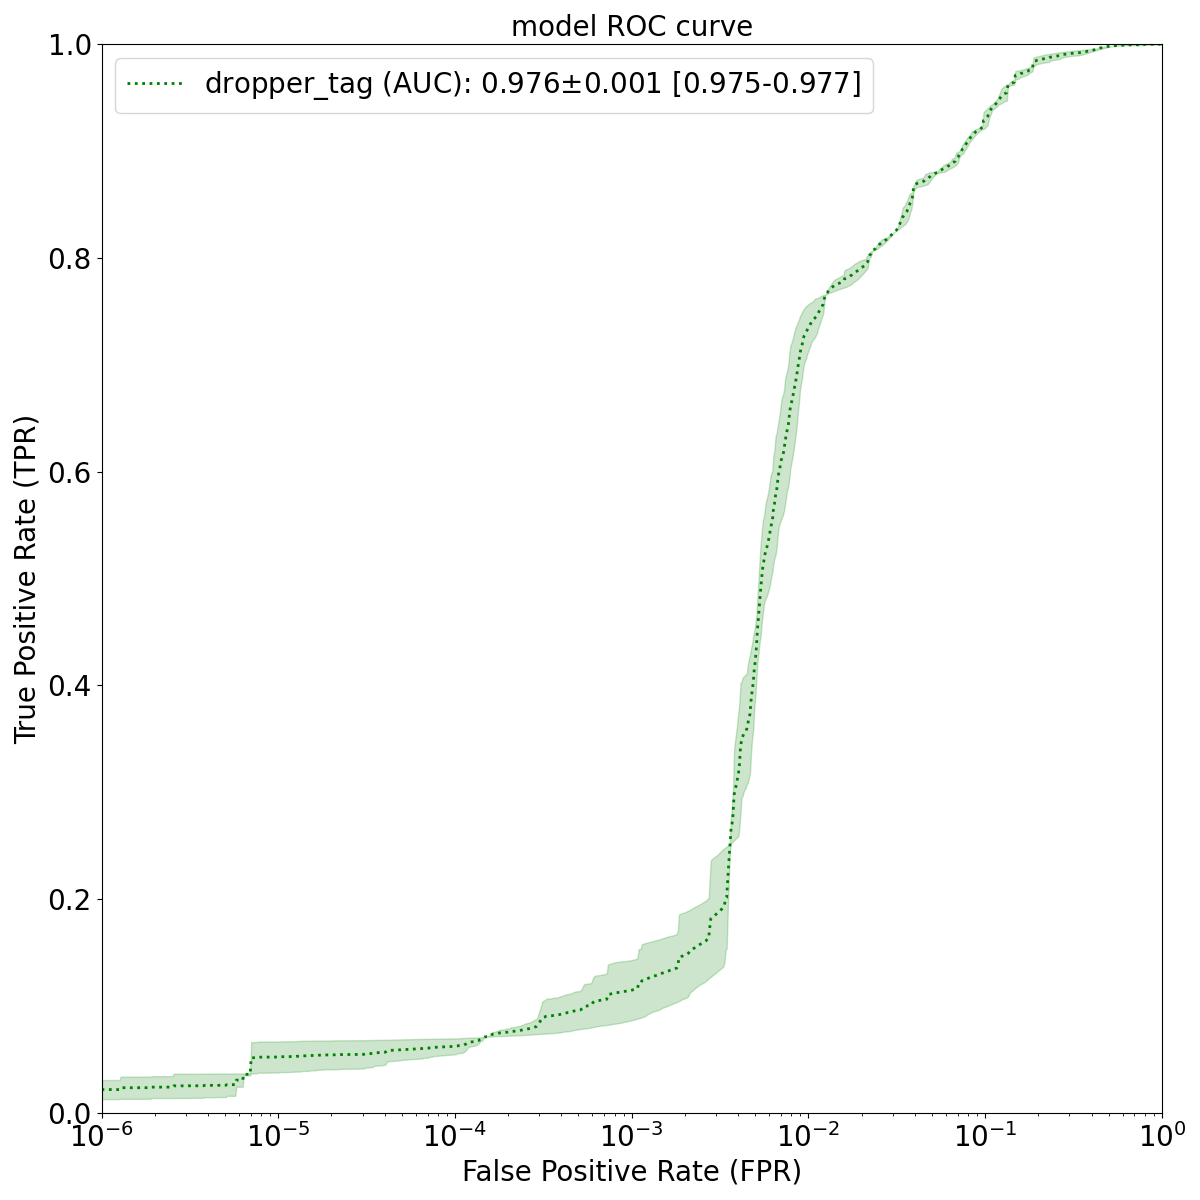 model ROC curve
dropper_tag (AUC): 0.976±0.001 [0.975-0.977]
True Positive Rate (TPR)
1.0
0.8
0.6
0.4
0.2
0.0
10⁻⁶ 10⁻⁵ 10⁻⁴ 10⁻³ 10⁻² 10⁻¹ 10⁰
False Positive Rate (FPR)